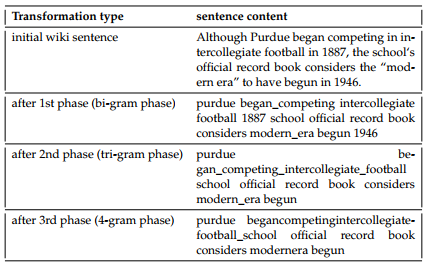 Transformation type sentence content
initial wiki sentence Although Purdue began competing in in-
tercollegiate football in 1887, the school's
official record book considers the “mod-
ern era” to have begun in 1946.
after 1st phase (bi-gram phase) purdue began_competing intercollegiate
football 1887 school official record book
considers modern_era begun 1946
after 2nd phase (tri-gram phase) purdue be-
gan_competing_intercollegiate_football
school official record book considers
modern_era begun
after 3rd phase (4-gram phase) purdue begancompetingintercollegiate-
football_school official record book
considers modernera begun